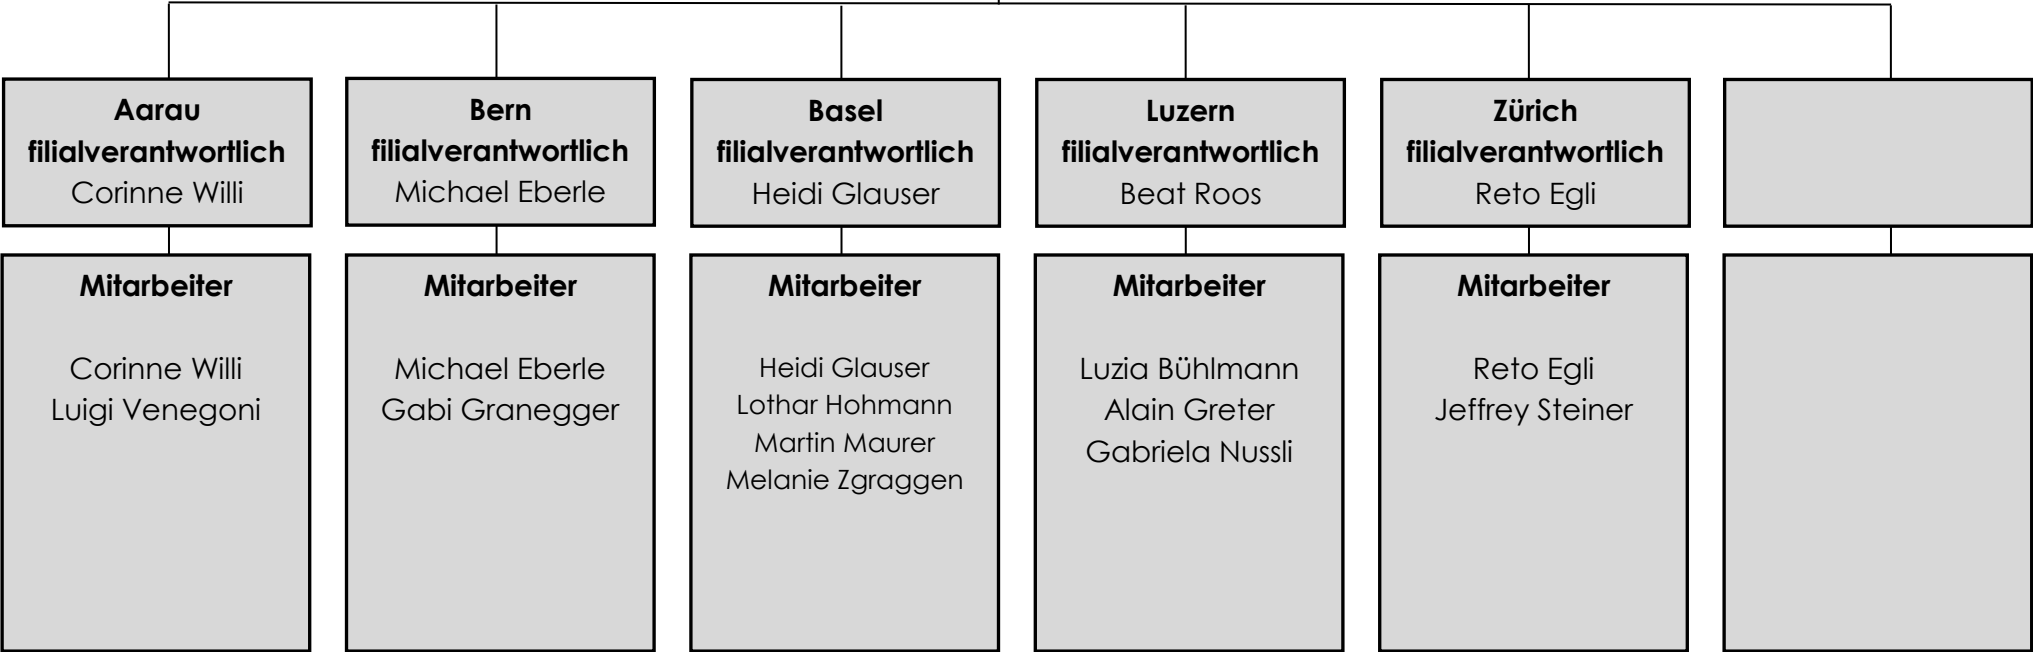 Aarau
filialverantwortlich
Corinne Willi
Bern
filialverantwortlich
Michael Eberle
Basel
filialverantwortlich
Heidi Glauser
Luzern
filialverantwortlich
Beat Roos
Zürich
filialverantwortlich
Reto Egli
Mitarbeiter
Corinne Willi
Luigi Venegoni
Mitarbeiter
Michael Eberle
Gabi Granegger
Mitarbeiter
Heidi Glauser
Lothar Hohmann
Martin Maurer
Melanie Zgraggen
Mitarbeiter
Luzia Bühlmann
Alain Greter
Gabriela Nussli
Mitarbeiter
Reto Egli
Jeffrey Steiner